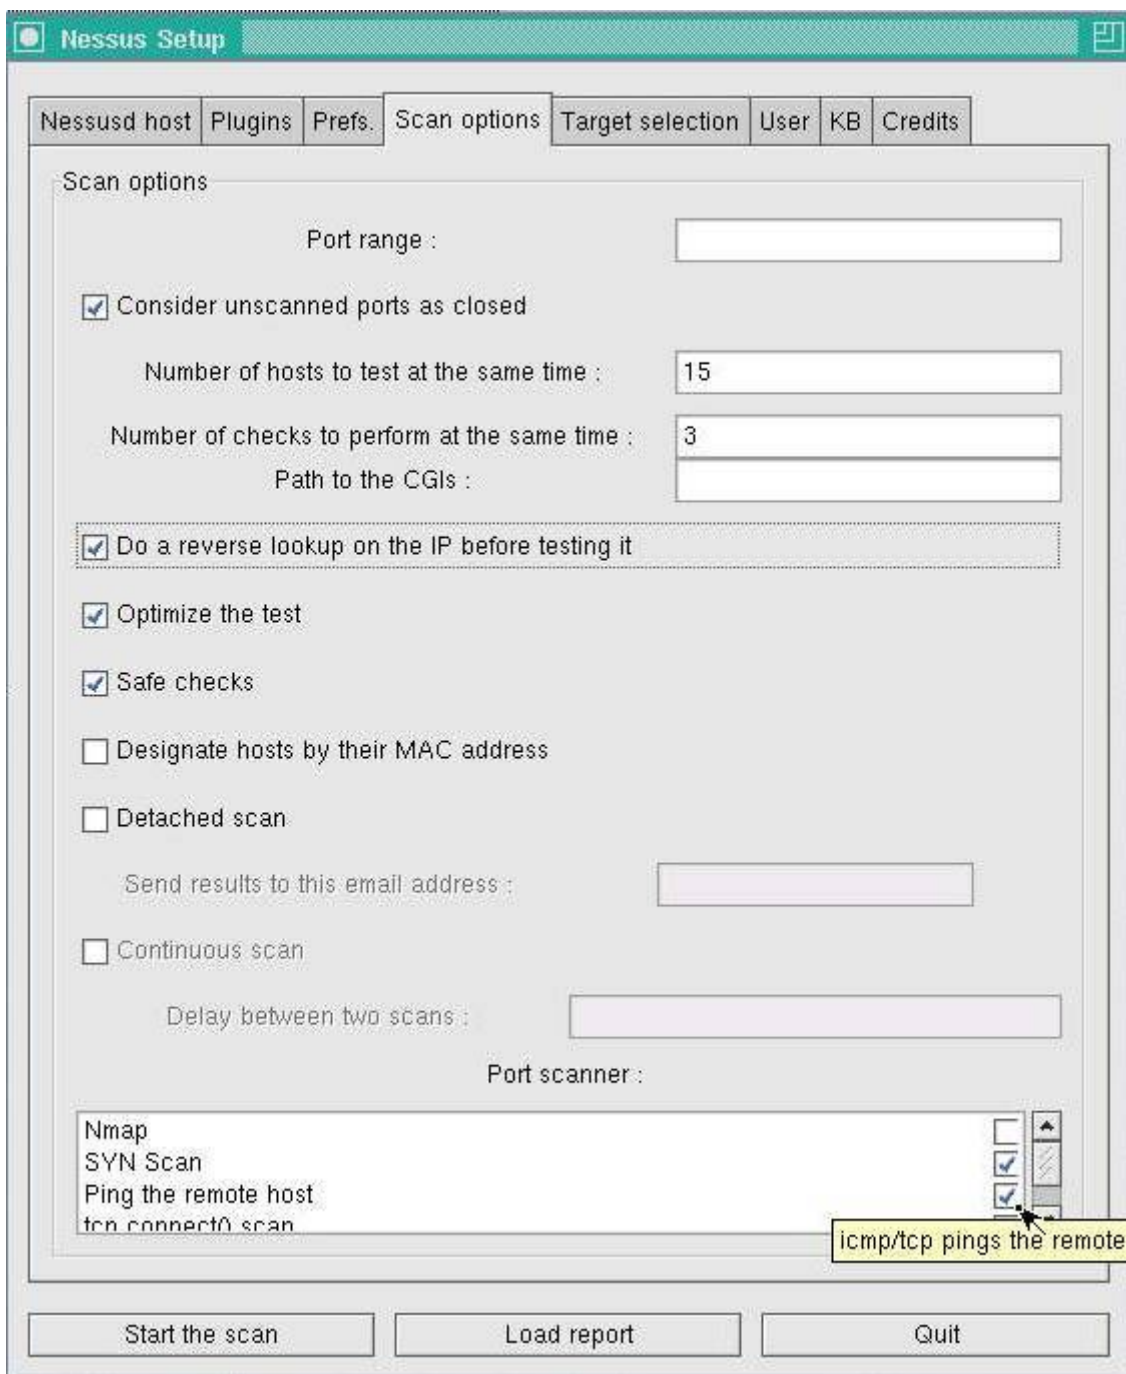 Nessus Setup
Nessusd host Plugins Prefs. Scan options Target selection User KB Credits
Scan options
Port range :
Consider unscanned ports as closed
Number of hosts to test at the same time : 15
Number of checks to perform at the same time : 3
Path to the CGIs :
Do a reverse lookup on the IP before testing it
Optimize the test
Safe checks
Designate hosts by their MAC address
Detached scan
Send results to this email address :
Continuous scan
Delay between two scans :
Port scanner :
Nmap
SYN Scan
Ping the remote host
tcp connect() scan
icmp/tcp pings the remote
Start the scan Load report Quit